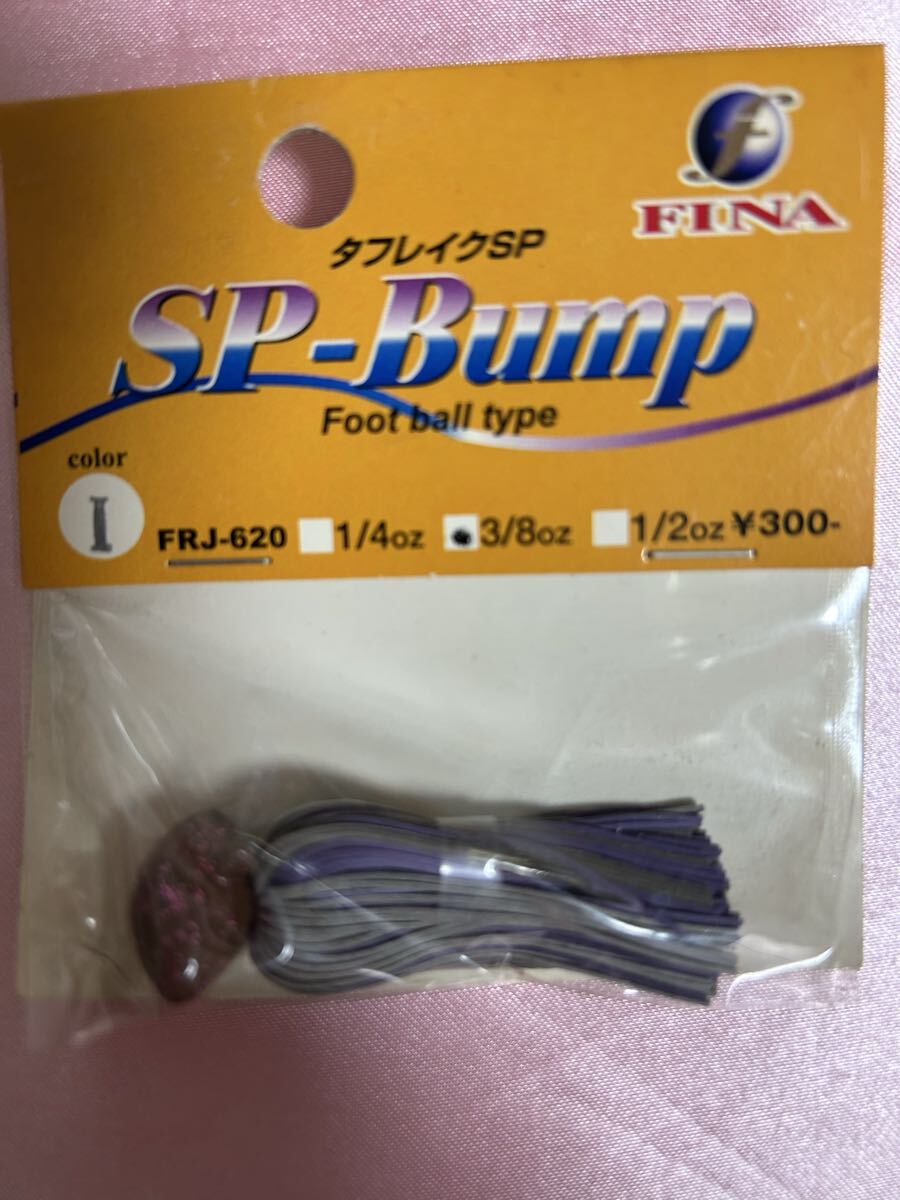 f
FINA
タフレイクSP
SP-Bump
Foot ball type
color
I
FRJ-620 1/4oz 3/8oz 1/2oz ¥300-